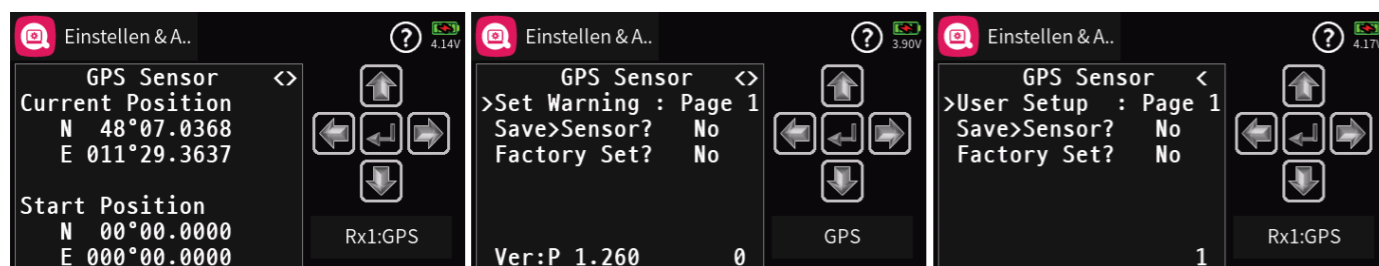 Einstellen & A..
4.14V
GPS Sensor <>
Current Position
N 48°07.0368
E 011°29.3637
Start Position
N 00°00.0000
E 000°00.0000
Rx1:GPS
Einstellen & A..
3.90V
GPS Sensor <>
>Set Warning : Page 1
Save>Sensor? No
Factory Set? No
Ver:P 1.260 0
GPS
Einstellen & A..
4.17V
GPS Sensor <
>User Setup : Page 1
Save>Sensor? No
Factory Set? No
1
Rx1:GPS